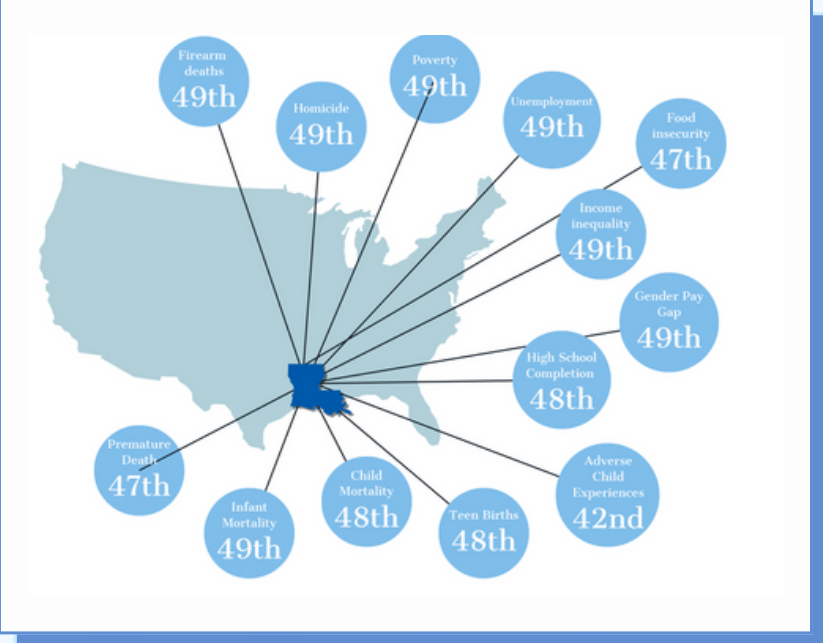 Firearm
deaths
49th
Homicide
49th
Poverty
49th
Unemployment
49th
Food
insecurity
47th
Income
inequality
49th
Gender Pay
Gap
49th
High School
Completion
48th
Adverse
Child
Experiences
42nd
Teen Births
48th
Child
Mortality
48th
Infant
Mortality
49th
Premature
Death
47th